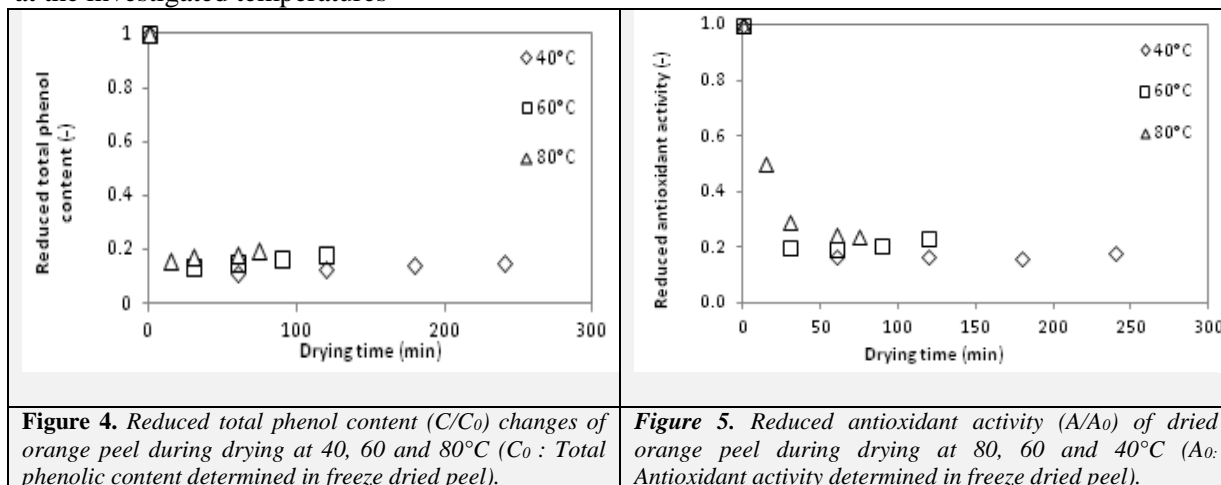 at the investigated temperatures
1
0.8
0.6
0.4
0.2
0
0
100
200
300
Reduced total phenol
content (-)
Drying time (min)
40°C
60°C
80°C
1.0
0.8
0.6
0.4
0.2
0.0
0
50
100
150
200
250
300
Reduced antioxidant activity (-)
Drying time (min)
40°C
60°C
80°C
Figure 4. Reduced total phenol content (C/C0) changes of
orange peel during drying at 40, 60 and 80°C (C0 : Total
phenolic content determined in freeze dried peel).
Figure 5. Reduced antioxidant activity (A/A0) of dried
orange peel during drying at 80, 60 and 40°C (A0:
Antioxidant activity determined in freeze dried peel).